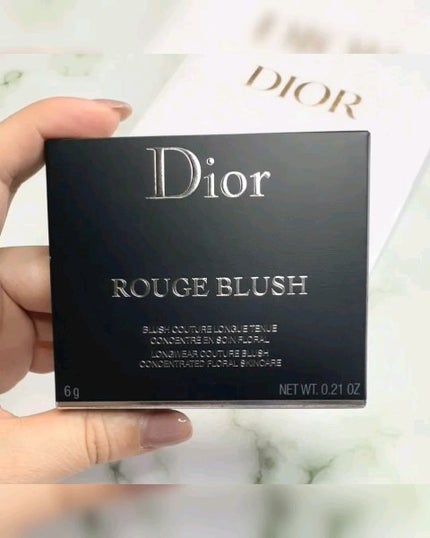 DIOR
Dior
ROUGE BLUSH
BLUSH COUTURE LONGUE TENUE
CONCENTRÉ EN SOIN FLORAL
LONGWEAR COUTURE BLUSH
CONCENTRATED FLORAL SKINCARE
6 g NET WT. 0.21 OZ